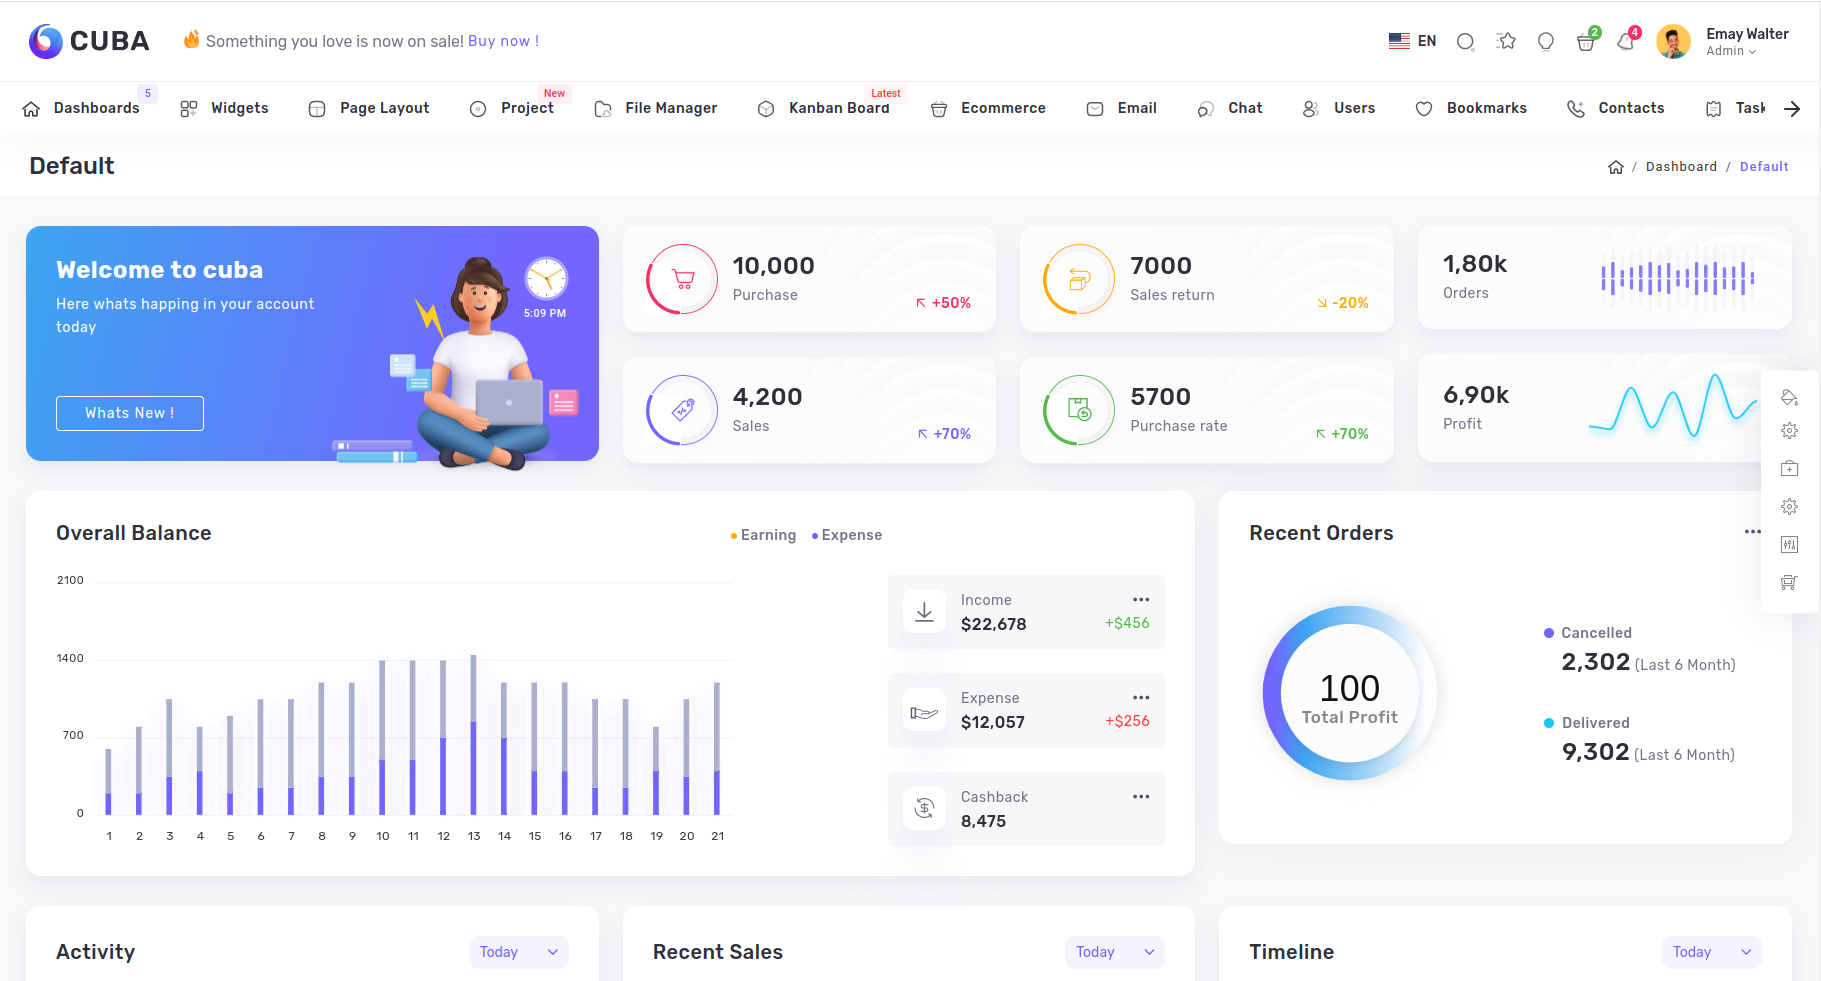 CUBA
Something you love is now on sale! Buy now !
EN
2
4
Emay Walter
Admin
Dashboards
5
Widgets
Page Layout
Project
New
File Manager
Kanban Board
Latest
Ecommerce
Email
Chat
Users
Bookmarks
Contacts
Task
Default
/ Dashboard / Default
Welcome to cuba
Here whats happing in your account
today
Whats New !
5:09 PM
10,000
Purchase
+50%
7000
Sales return
-20%
1,80k
Orders
4,200
Sales
+70%
5700
Purchase rate
+70%
6,90k
Profit
Overall Balance
Earning
Expense
2100
1400
700
0
1 2 3 4 5 6 7 8 9 10 11 12 13 14 15 16 17 18 19 20 21
Income
$22,678
+$456
Expense
$12,057
+$256
Cashback
8,475
Recent Orders
100
Total Profit
Cancelled
2,302 (Last 6 Month)
Delivered
9,302 (Last 6 Month)
Activity
Today
Recent Sales
Today
Timeline
Today